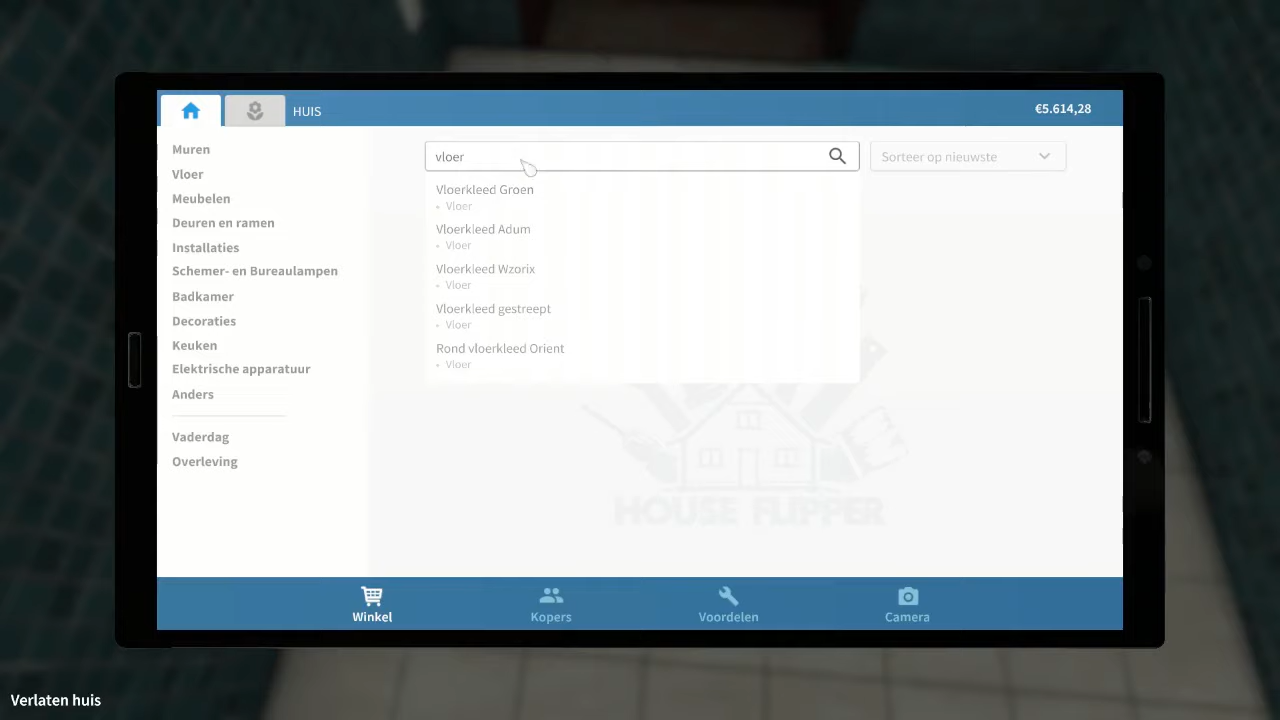 HUIS
€5.614,28
Muren
Vloer
Meubelen
Deuren en ramen
Installaties
Schemer- en Bureaulampen
Badkamer
Decoraties
Keuken
Elektrische apparatuur
Anders
Vaderdag
Overleving
vloer
Sorteer op nieuwste
Vloerkleed Groen
• Vloer
Vloerkleed Adum
• Vloer
Vloerkleed Wzorix
• Vloer
Vloerkleed gestreept
• Vloer
Rond vloerkleed Orient
• Vloer
HOUSE FLIPPER
Winkel
Kopers
Voordelen
Camera
Verlaten huis